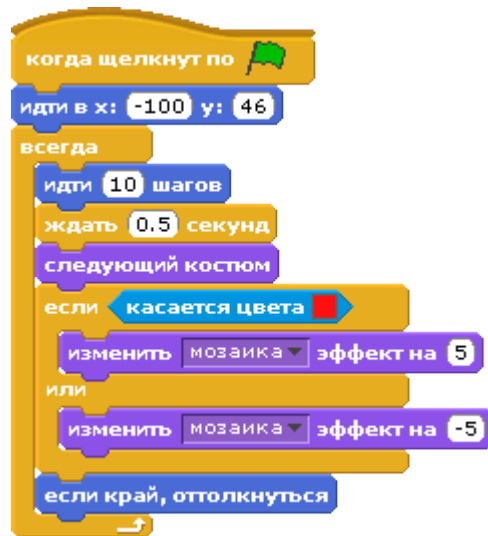 когда щелкнут по
идти в x: -100 y: 46
всегда
идти 10 шагов
ждать 0.5 секунд
следующий костюм
если касается цвета
изменить мозаика эффект на 5
или
изменить мозаика эффект на -5
если край, оттолкнуться